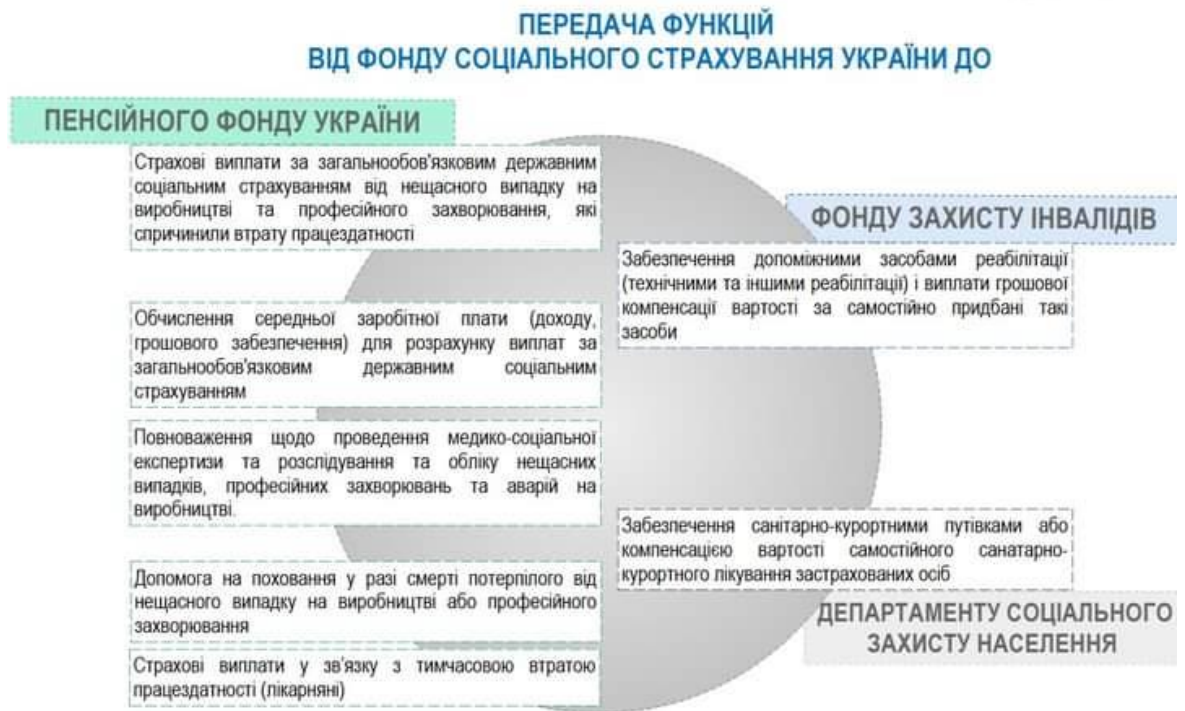 ПЕРЕДАЧА ФУНКЦІЙ
ВІД ФОНДУ СОЦІАЛЬНОГО СТРАХУВАННЯ УКРАЇНИ ДО
ПЕНСІЙНОГО ФОНДУ УКРАЇНИ
Страхові виплати за загальнообов'язковим державним
соціальним страхуванням від нещасного випадку на
виробництві та професійного захворювання, які
спричинили втрату працездатності
Обчислення середньої заробітної плати (доходу,
грошового забезпечення) для розрахунку виплат за
загальнообов'язковим державним соціальним
страхуванням
Повноваження щодо проведення медико-соціальної
експертизи та розслідування та обліку нещасних
випадків, професійних захворювань та аварій на
виробництві.
Допомога на поховання у разі смерті потерпілого від
нещасного випадку на виробництві або професійного
захворювання
Страхові виплати у зв'язку з тимчасовою втратою
працездатності (лікарняні)
ФОНДУ ЗАХИСТУ ІНВАЛІДІВ
Забезпечення допоміжними засобами реабілітації
(технічними та іншими реабілітації) і виплати грошової
компенсації вартості за самостійно придбані такі
засоби
Забезпечення санітарно-курортними путівками або
компенсацією вартості самостійного санатарно-
курортного лікування застрахованих осіб
ДЕПАРТАМЕНТУ СОЦІАЛЬНОГО
ЗАХИСТУ НАСЕЛЕННЯ